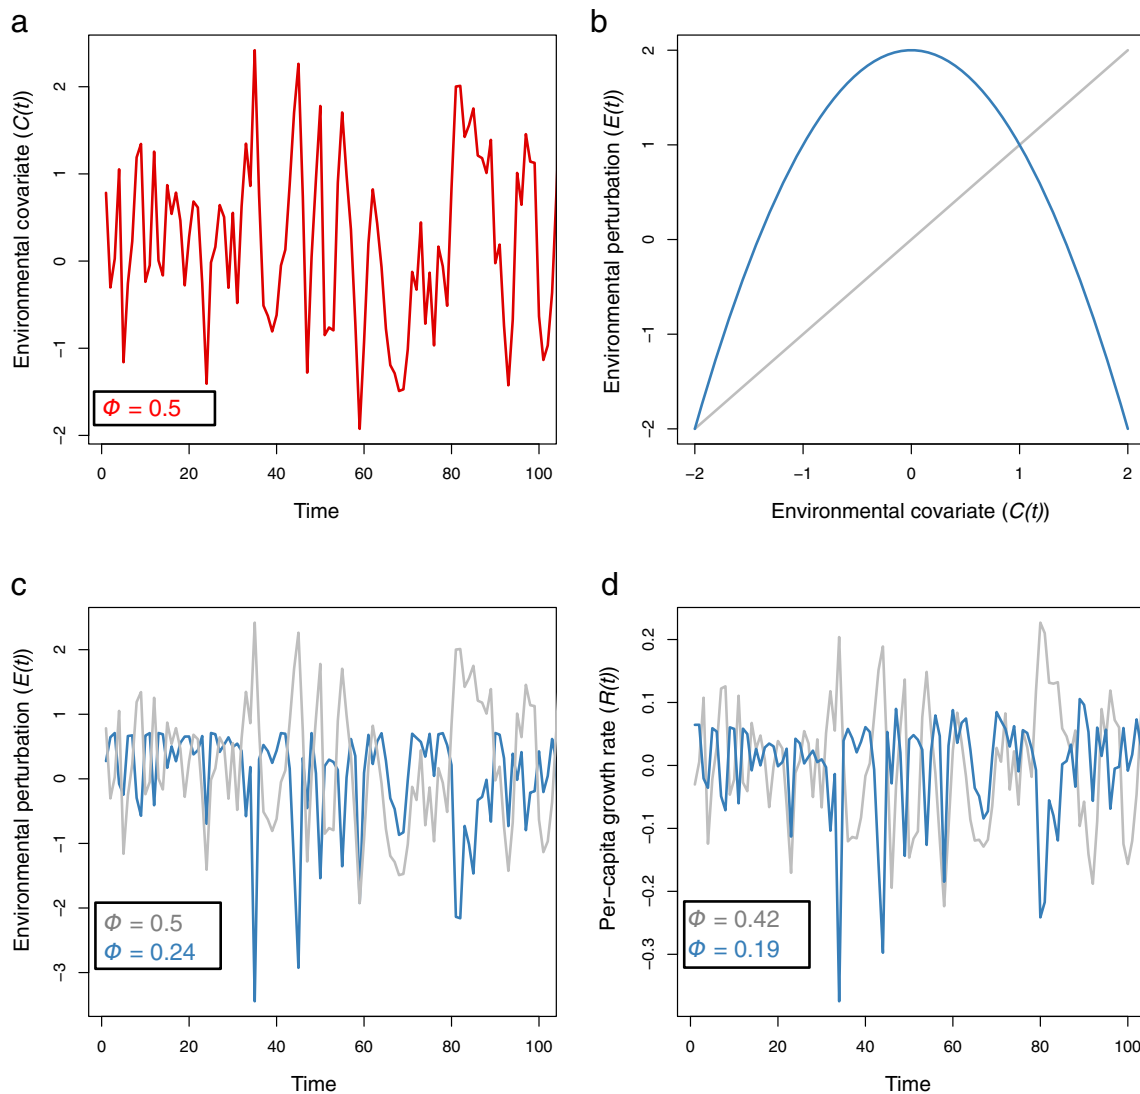 a
Environmental covariate (C(t))
2
1
0
−1
−2
Φ = 0.5
0 20 40 60 80 100
Time
b
Environmental perturbation (E(t))
2
1
0
−1
−2
−2 −1 0 1 2
Environmental covariate (C(t))
c
Environmental perturbation (E(t))
2
1
0
−1
−2
−3
Φ = 0.5
Φ = 0.24
0 20 40 60 80 100
Time
d
Per−capita growth rate (R(t))
0.2
0.1
0.0
−0.1
−0.2
−0.3
Φ = 0.42
Φ = 0.19
0 20 40 60 80 100
Time